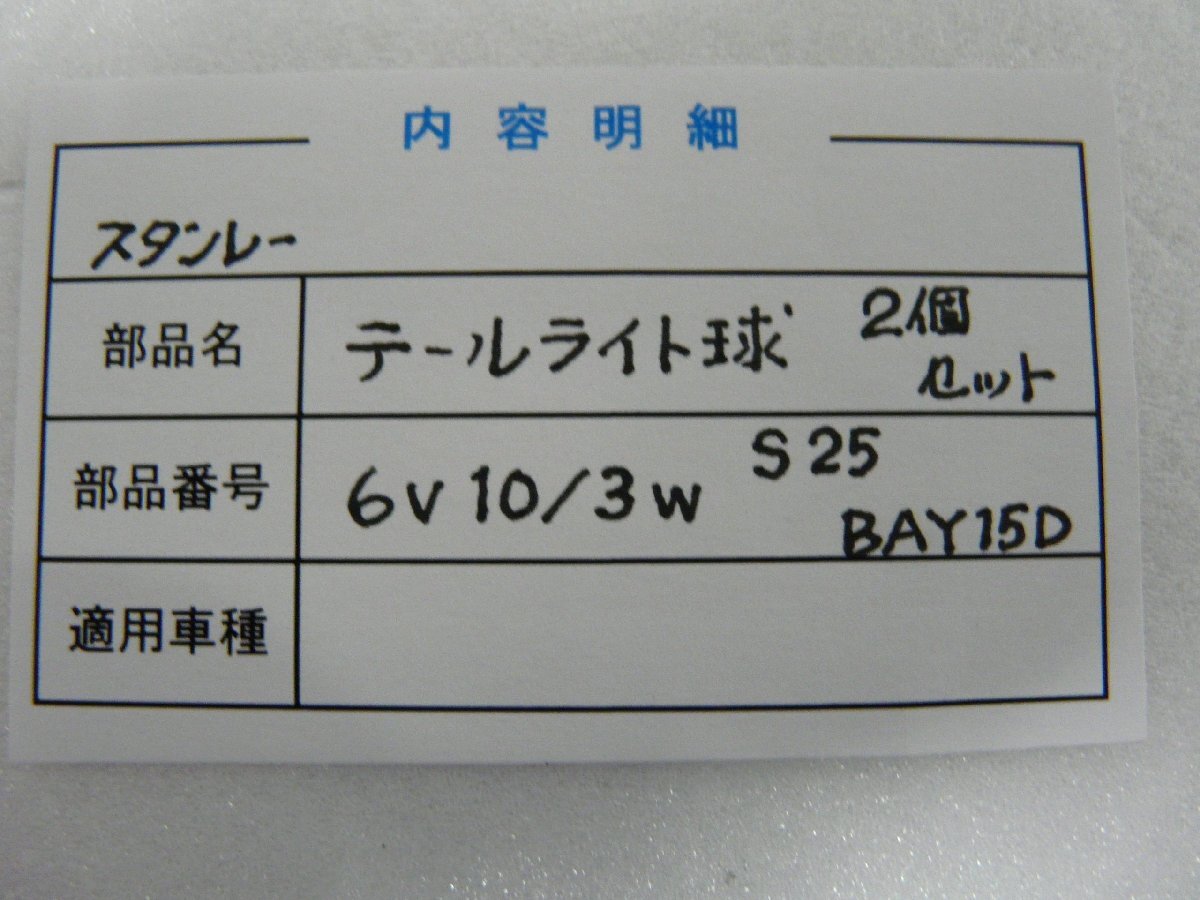 内容明細
スタンレー
部品名 テールライト球 2個
セット
部品番号 6V 10/3W S25
BAY15D
適用車種